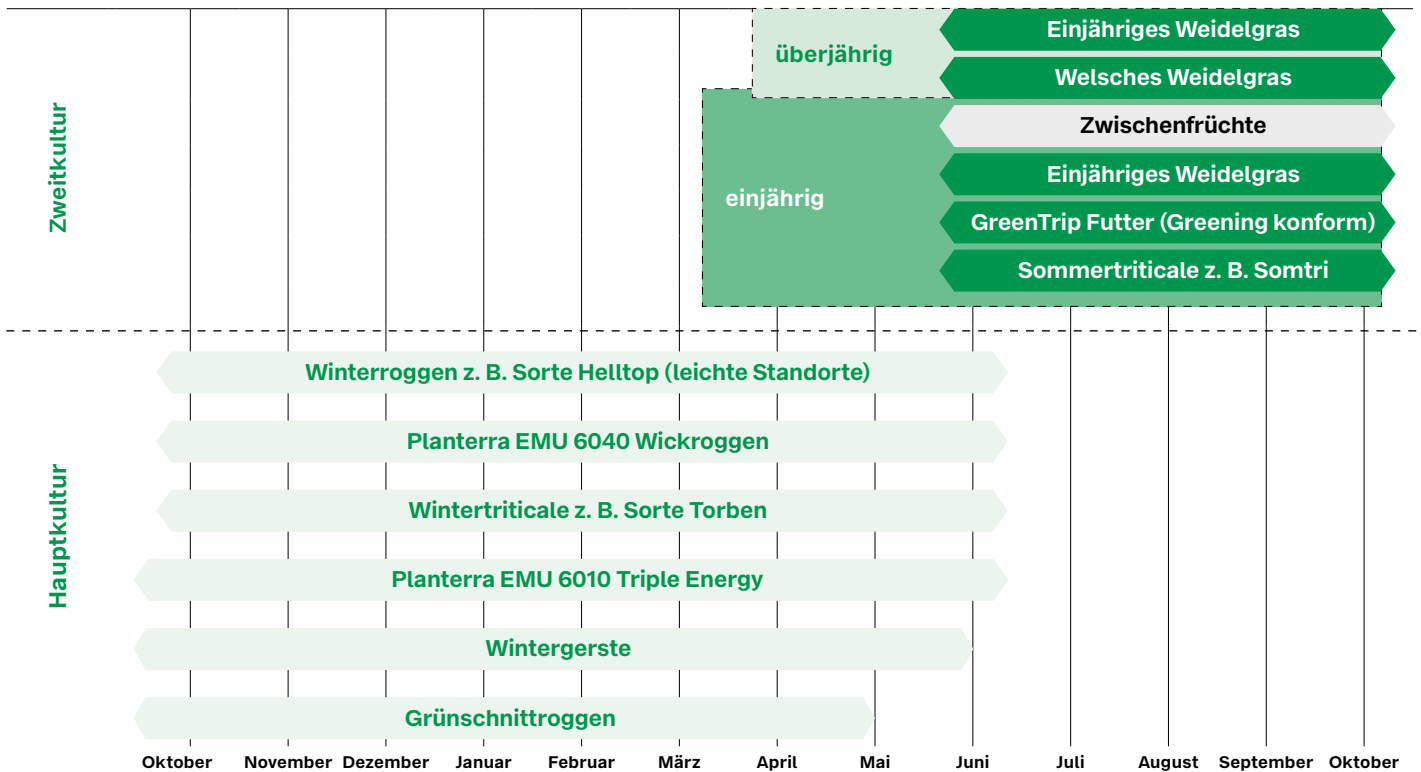 Zweitkultur
überjährig
Einjähriges Weidelgras
Welsches Weidelgras
einjährig
Zwischenfrüchte
Einjähriges Weidelgras
GreenTrip Futter (Greening konform)
Sommertriticale z. B. Somtri
Hauptkultur
Winterroggen z. B. Sorte Helltop (leichte Standorte)
Planterra EMU 6040 Wickroggen
Wintertriticale z. B. Sorte Torben
Planterra EMU 6010 Triple Energy
Wintergerste
Grünschnittroggen
Oktober November Dezember Januar Februar März April Mai Juni Juli August September Oktober